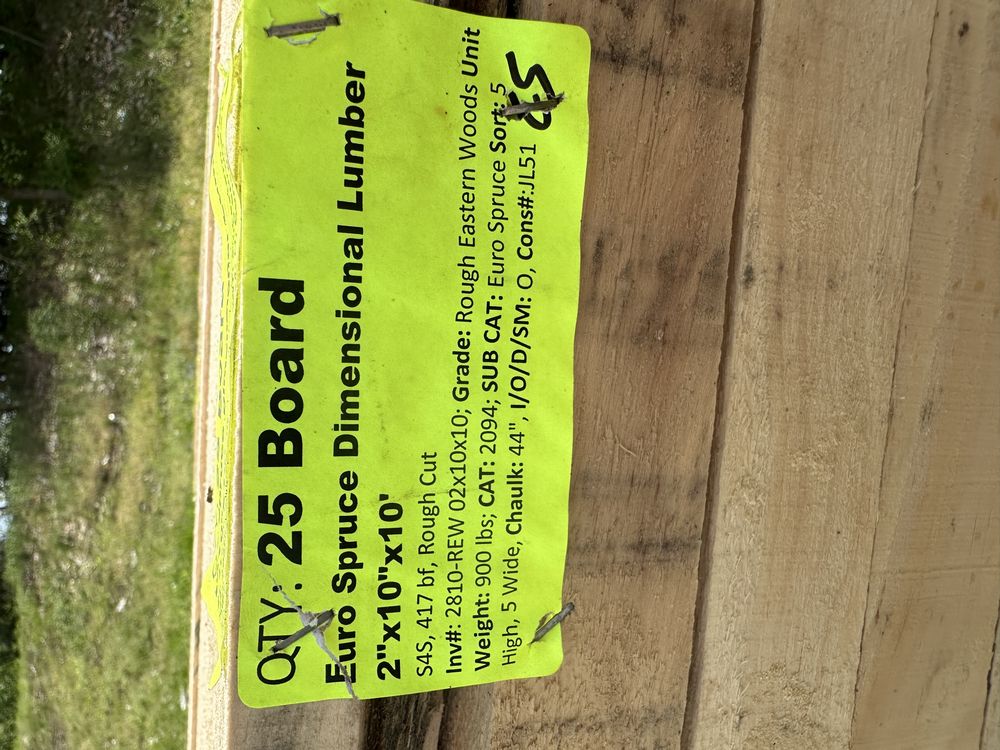 QTY: 25 Board
Euro Spruce Dimensional Lumber
2"x10"x10'
S4S, 417 bf, Rough Cut
Inv#: 2810-REW 02x10x10; Grade: Rough Eastern Woods Unit
Weight: 900 lbs; CAT: 2094; SUB CAT: Euro Spruce Sort: 5
High, 5 Wide, Chaulk: 44", I/O/D/SM: O, Cons#:JL51